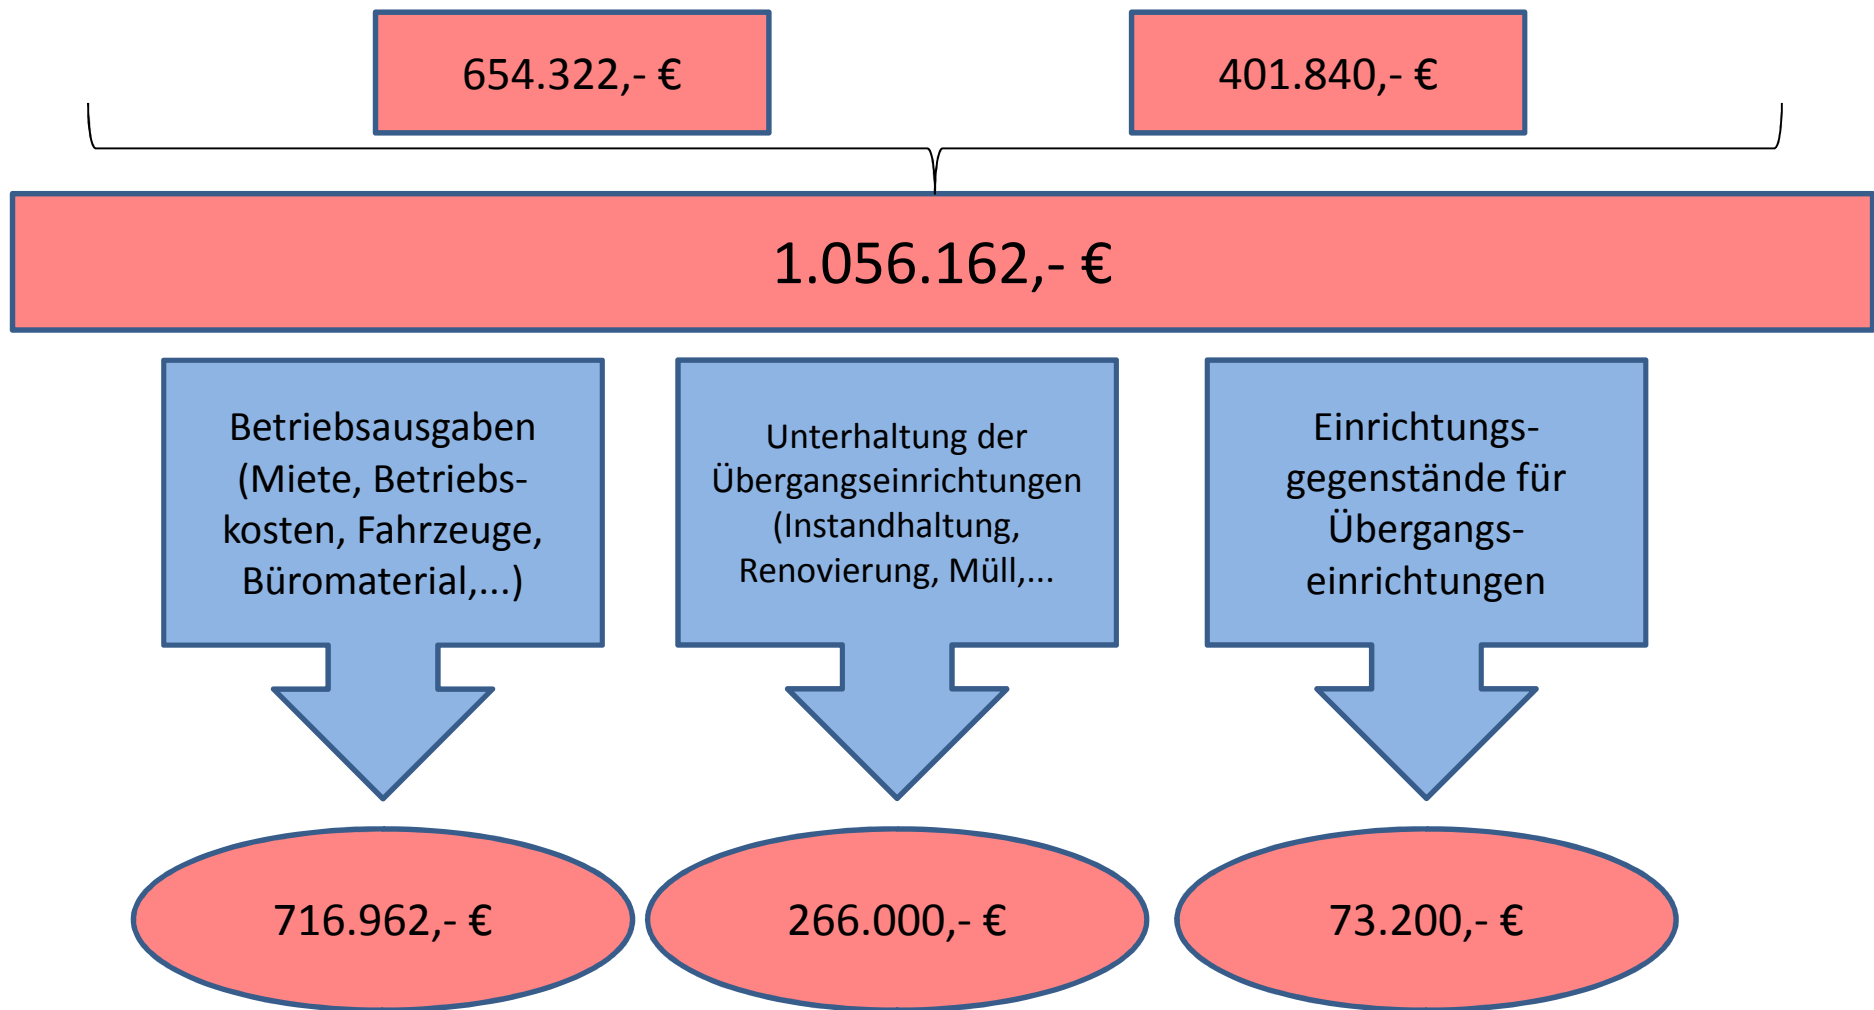 654.322,- €
401.840,- €
1.056.162,- €
Betriebsausgaben
(Miete, Betriebs-
kosten, Fahrzeuge,
Büromaterial,...)
Unterhaltung der
Übergangseinrichtungen
(Instandhaltung,
Renovierung, Müll,...
Einrichtungs-
gegenstände für
Übergangs-
einrichtungen
716.962,- €
266.000,- €
73.200,- €